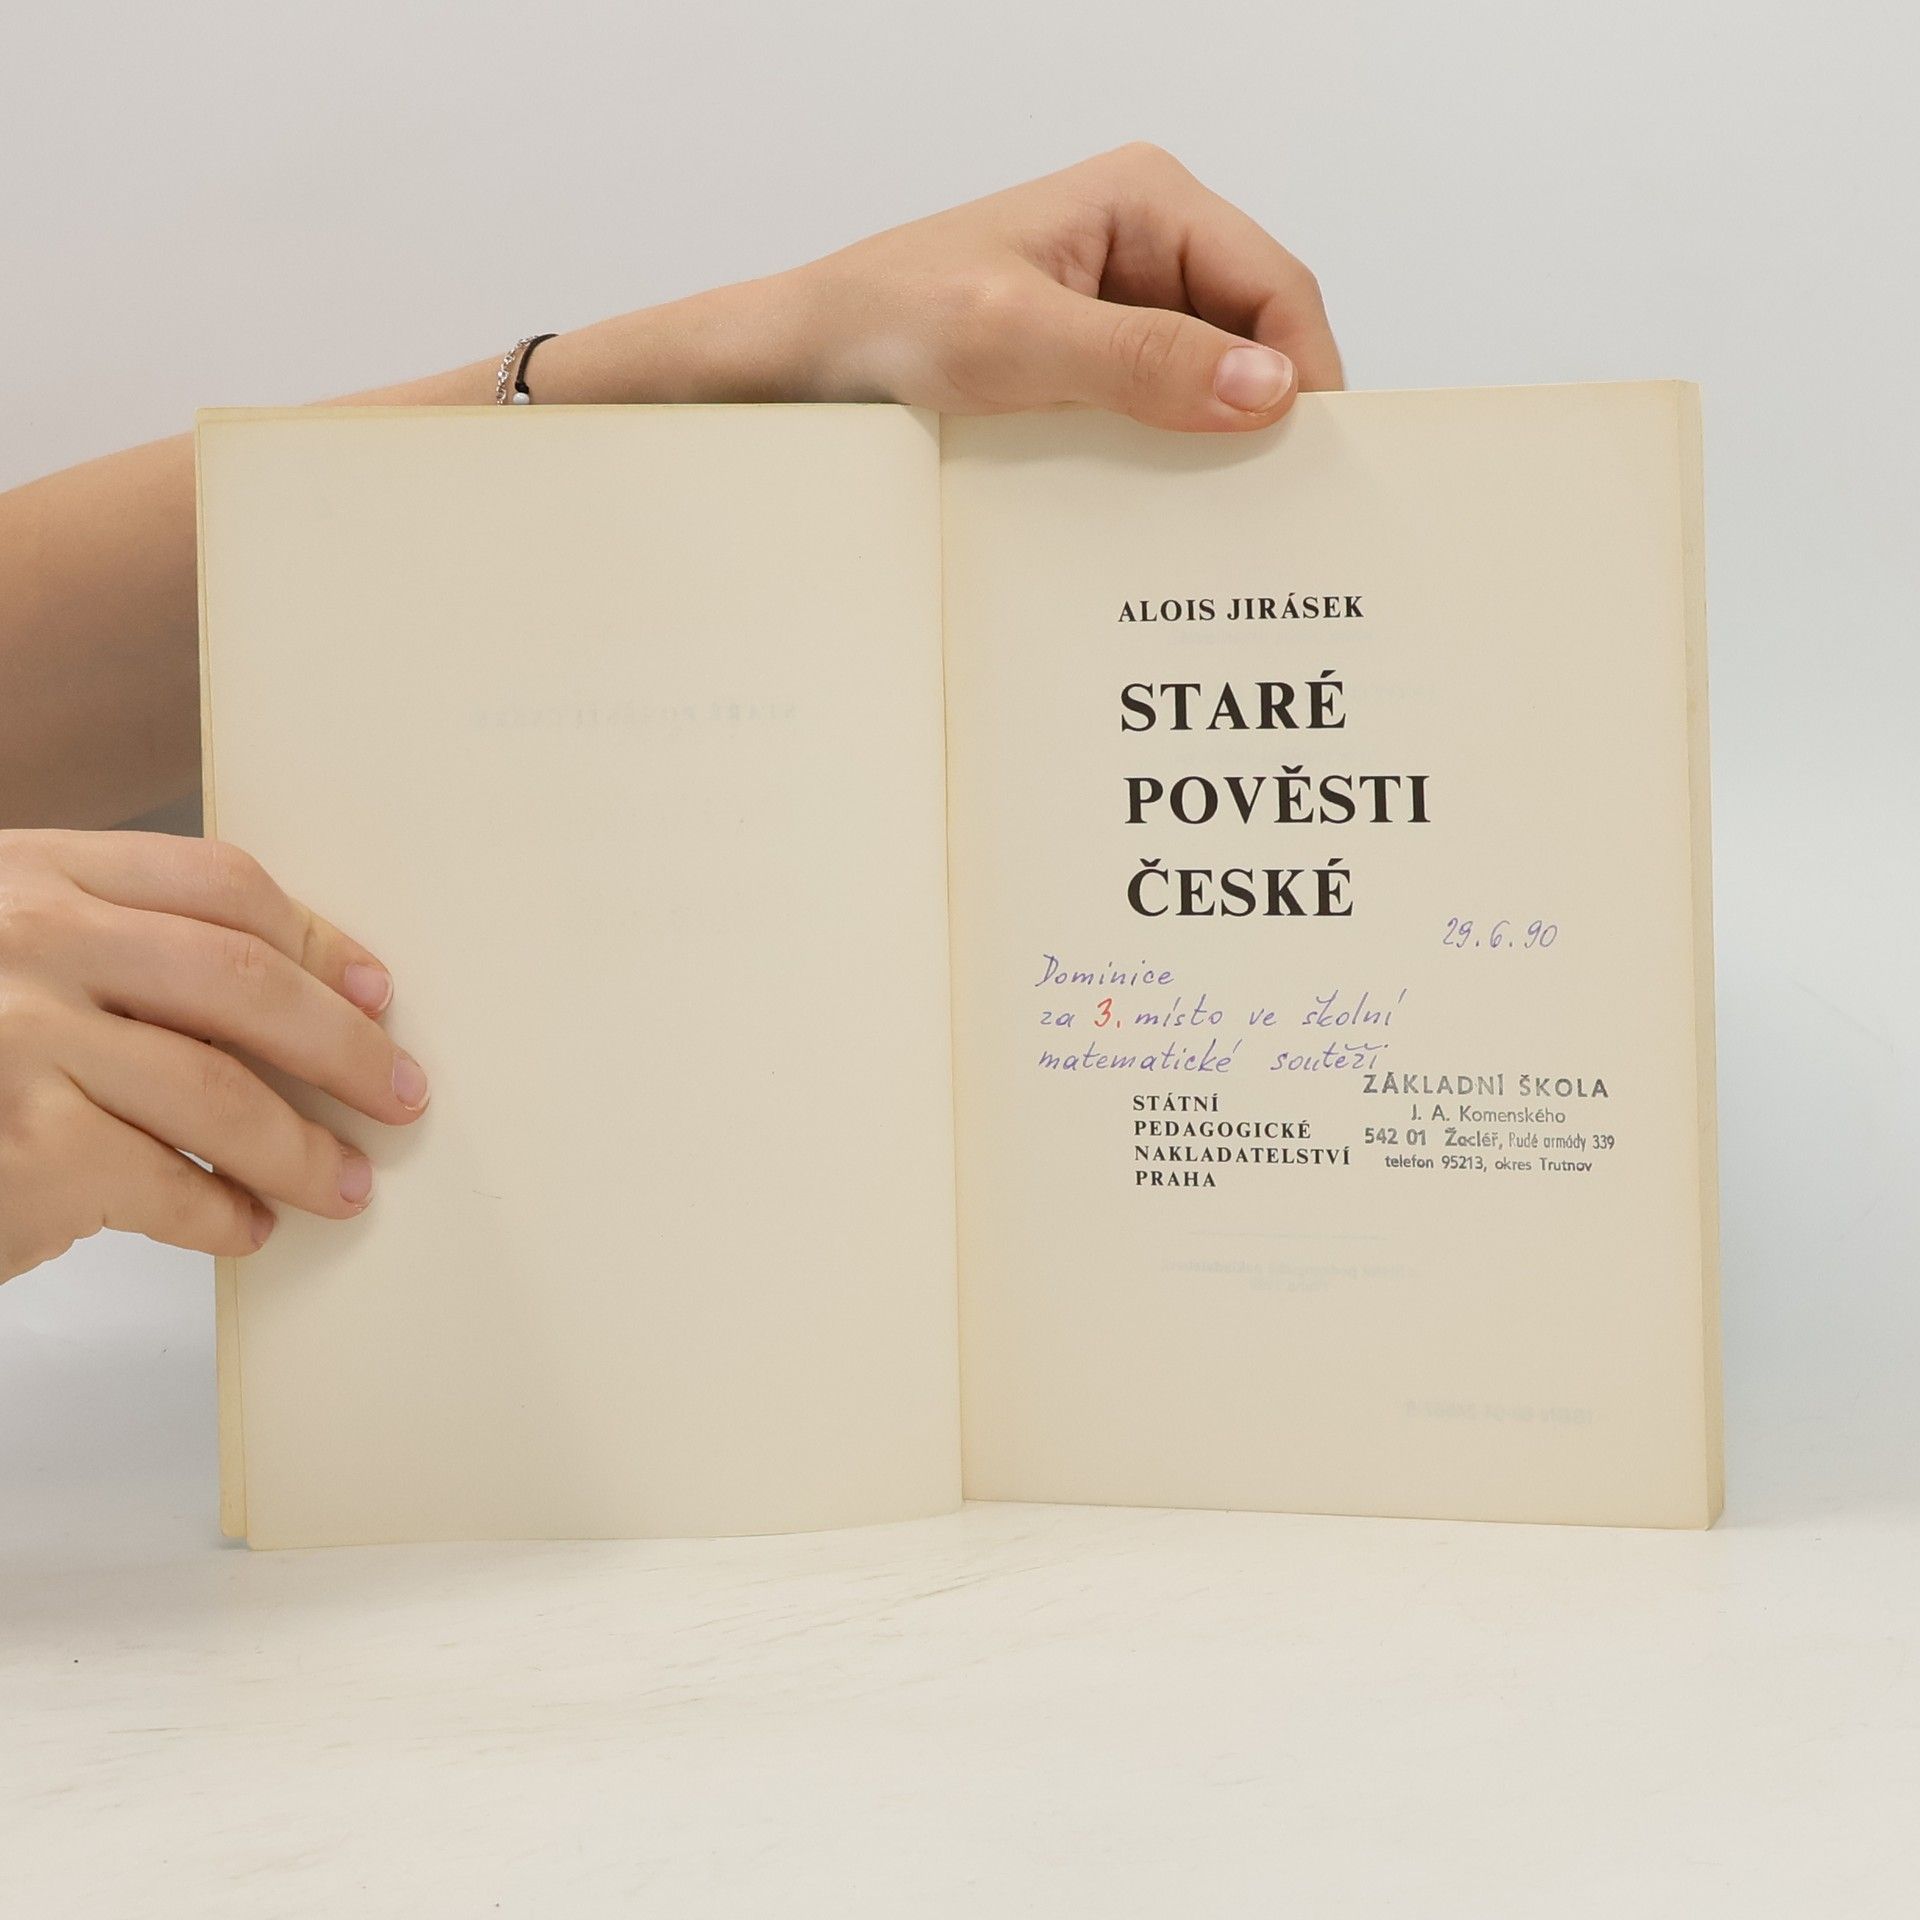 ALOIS JIRÁSEK
STARÉ
POVĚSTI
ČESKÉ
29.6.90
Dominice
za 3. místo ve školní
matematické soutěži
STÁTNÍ
PEDAGOGICKÉ
NAKLADATELSTVÍ
PRAHA
ZÁKLADNÍ ŠKOLA
J. A. Komenského
542 01 Žacléř, Rudé armády 339
telefon 95213, okres Trutnov